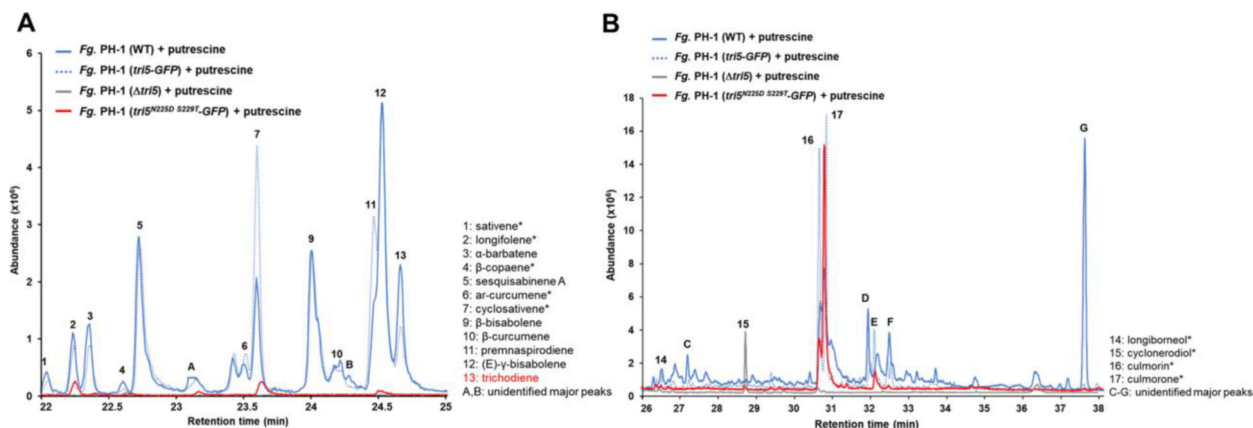 A
Fg. PH-1 (WT) + putrescine
Fg. PH-1 (tri5-GFP) + putrescine
Fg. PH-1 (Δtri5) + putrescine
Fg. PH-1 (tri5N225D S229T-GFP) + putrescine
Abundance (x10⁶)
6
5
4
3
2
1
0
1
2
3
4
5
A
6
7
9
10
B
11
12
13
22
22.5
23
23.5
24
24.5
25
Retention time (min)
1: sativene*
2: longifolene*
3: α-barbatene
4: β-copaene*
5: sesquisabinene A
6: ar-curcumene*
7: cyclosativene*
9: β-bisabolene
10: β-curcumene
11: premnaspirodiene
12: (E)-γ-bisabolene
13: trichodiene
A,B: unidentified major peaks
B
Fg. PH-1 (WT) + putrescine
Fg. PH-1 (tri5-GFP) + putrescine
Fg. PH-1 (Δtri5) + putrescine
Fg. PH-1 (tri5N225D S229T-GFP) + putrescine
Abundance (x10⁶)
18
16
14
12
10
8
6
4
2
0
14
C
15
16
17
D
E
F
G
26
27
28
29
30
31
32
33
34
35
36
37
38
Retention time (min)
14: longiborneol*
15: cyclonerodiol*
16: culmorin*
17: culmorone*
C-G: unidentified major peaks